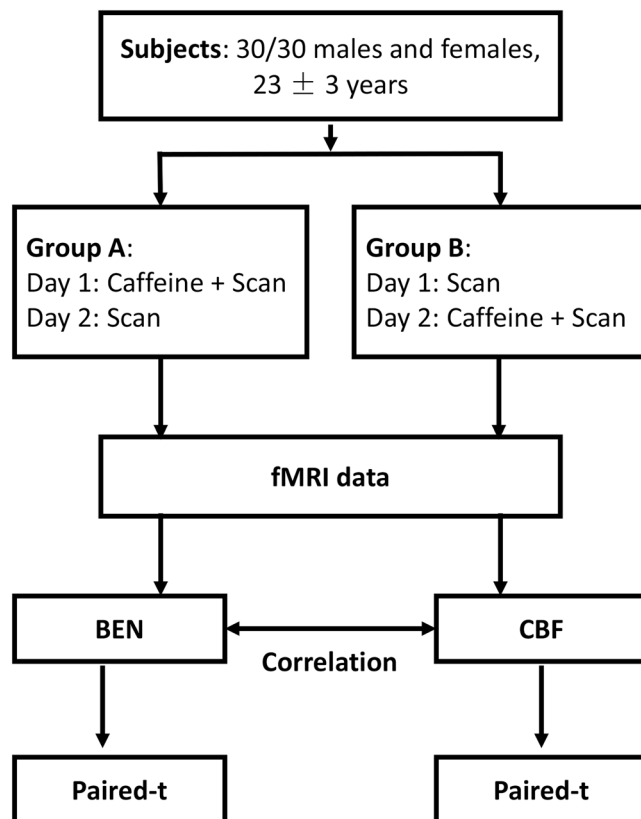 Subjects: 30/30 males and females,
23 ± 3 years
Group A:
Day 1: Caffeine + Scan
Day 2: Scan
Group B:
Day 1: Scan
Day 2: Caffeine + Scan
fMRI data
BEN
CBF
Correlation
Paired-t
Paired-t